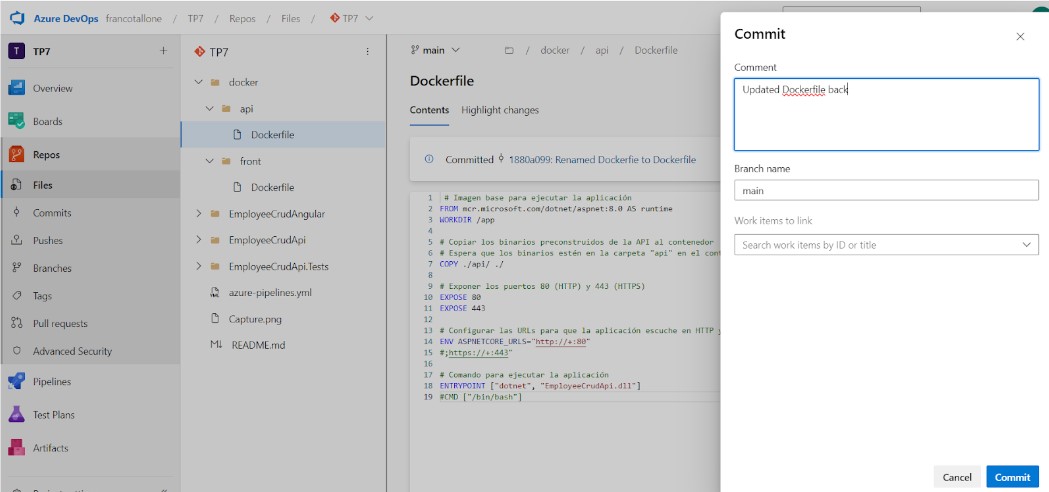 Azure DevOps francotallone / TP7 / Repos / Files / TP7
T TP7 +
Overview
Boards
Repos
Files
Commits
Pushes
Branches
Tags
Pull requests
Advanced Security
Pipelines
Test Plans
Artifacts
TP7
docker
api
Dockerfile
front
Dockerfile
EmployeeCrudAngular
EmployeeCrudApi
EmployeeCrudApi.Tests
azure-pipelines.yml
Capture.png
M↓ README.md
main / docker / api / Dockerfile
Dockerfile
Contents Highlight changes
Committed 1880a099: Renamed Dockerfie to Dockerfile
1 # Imagen base para ejecutar la aplicación
2 FROM mcr.microsoft.com/dotnet/aspnet:8.0 AS runtime
3 WORKDIR /app
4
5 # Copiar los binarios preconstruidos de la API al contenedor
6 # Espera que los binarios estén en la carpeta "api" en el cont
7 COPY ./api/ ./
8
9 # Exponer los puertos 80 (HTTP) y 443 (HTTPS)
10 EXPOSE 80
11 EXPOSE 443
12
13 # Configurar las URLs para que la aplicación escuche en HTTP y
14 ENV ASPNETCORE_URLS="http://+:80"
15 #;https://+:443"
16
17 # Comando para ejecutar la aplicación
18 ENTRYPOINT ["dotnet", "EmployeeCrudApi.dll"]
19 #CMD ["/bin/bash"]
Commit
Comment
Updated Dockerfile back
Branch name
main
Work items to link
Search work items by ID or title
Cancel Commit